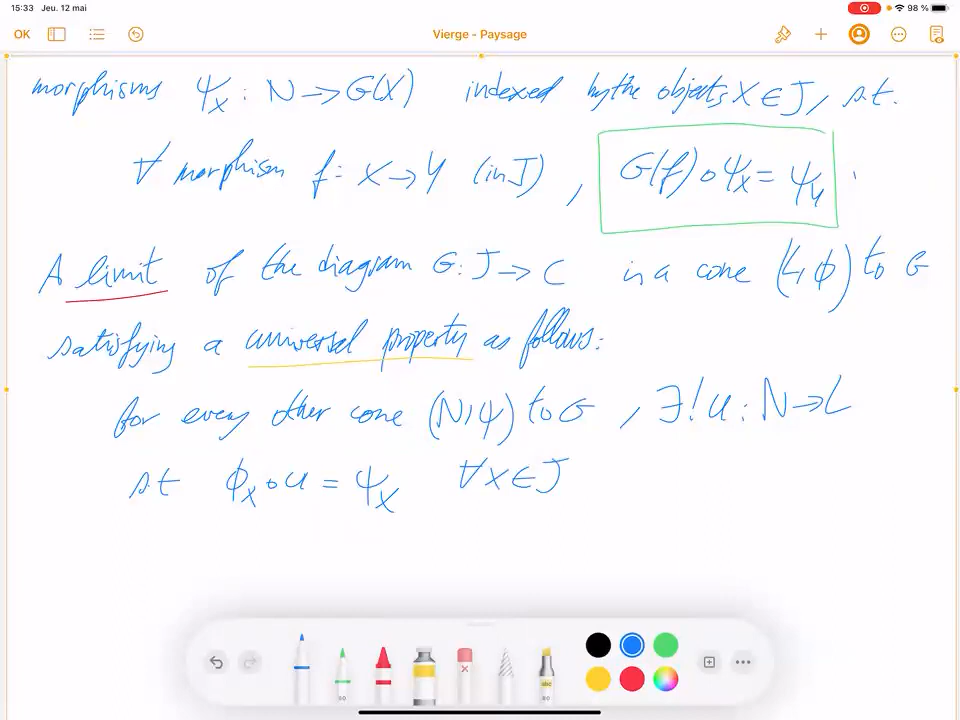 15:33 Jeu. 12 mai
98 %
OK
Vierge - Paysage
morphisms ψ_X : N → G(X) indexed by the objects X ∈ J, s.t.
∀ morphism f : X → Y (in J), G(f) ∘ ψ_X = ψ_Y .
A limit of the diagram G : J → C is a cone (L, ϕ) to G
satisfying a universal property as follows:
for every other cone (N, ψ) to G, ∃! u : N → L
s.t ϕ_X ∘ u = ψ_X ∀ X ∈ J